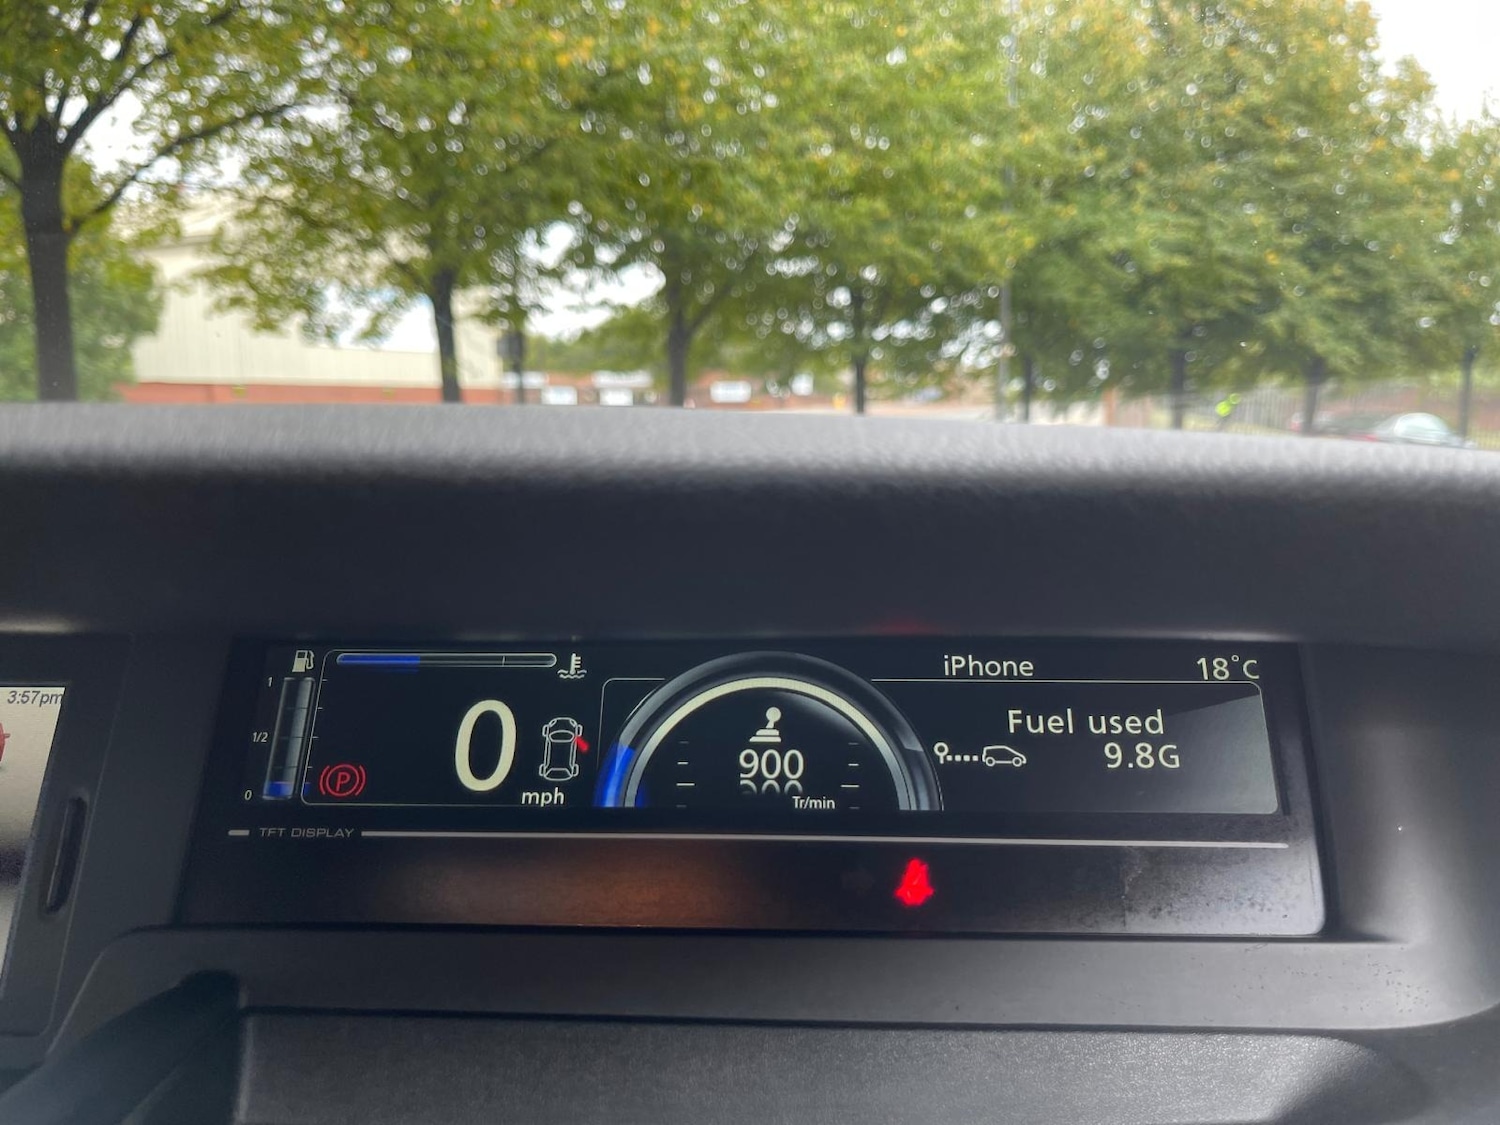 3:57pm
iPhone
18°C
1
1/2
0
P
0
mph
900
Tr/min
Fuel used
9.8G
TFT DISPLAY